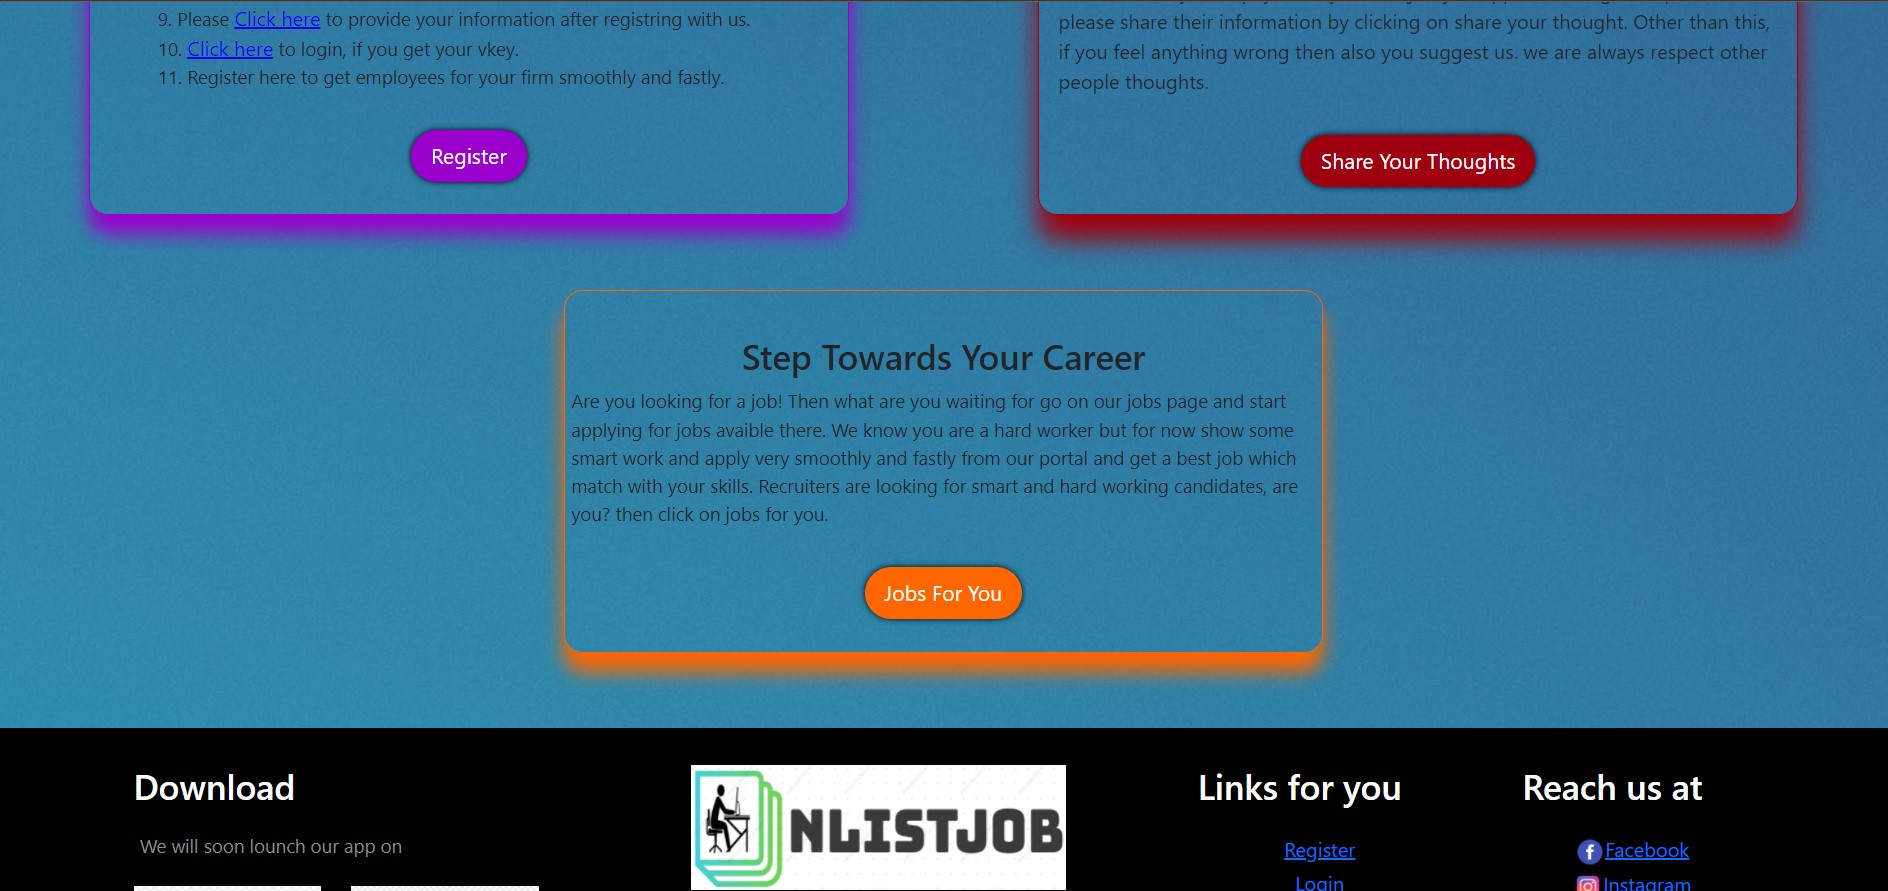 9. Please Click here to provide your information after registring with us.
10. Click here to login, if you get your vkey.
11. Register here to get employees for your firm smoothly and fastly.
Register
please share their information by clicking on share your thought. Other than this,
if you feel anything wrong then also you suggest us. we are always respect other
people thoughts.
Share Your Thoughts
Step Towards Your Career
Are you looking for a job! Then what are you waiting for go on our jobs page and start
applying for jobs avaible there. We know you are a hard worker but for now show some
smart work and apply very smoothly and fastly from our portal and get a best job which
match with your skills. Recruiters are looking for smart and hard working candidates, are
you? then click on jobs for you.
Jobs For You
Download
We will soon lounch our app on
NLISTJOB
Links for you
Register
Login
Reach us at
Facebook
Instagram